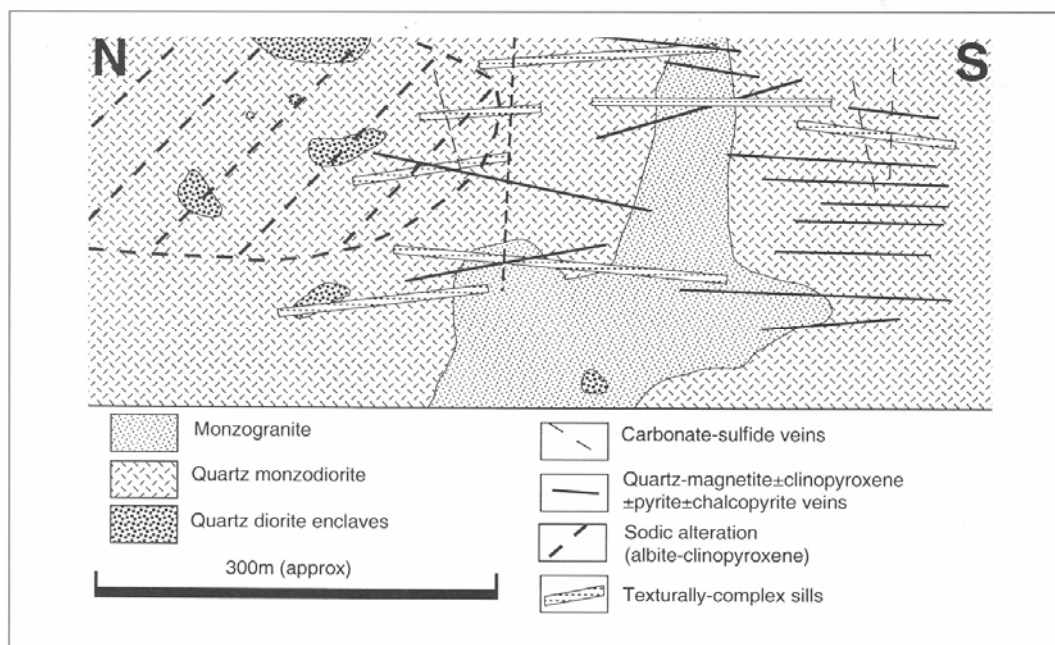 N
S
Monzogranite
Quartz monzodiorite
Quartz diorite enclaves
300m (approx)
Carbonate-sulfide veins
Quartz-magnetite±clinopyroxene
±pyrite±chalcopyrite veins
Sodic alteration
(albite-clinopyroxene)
Texturally-complex sills